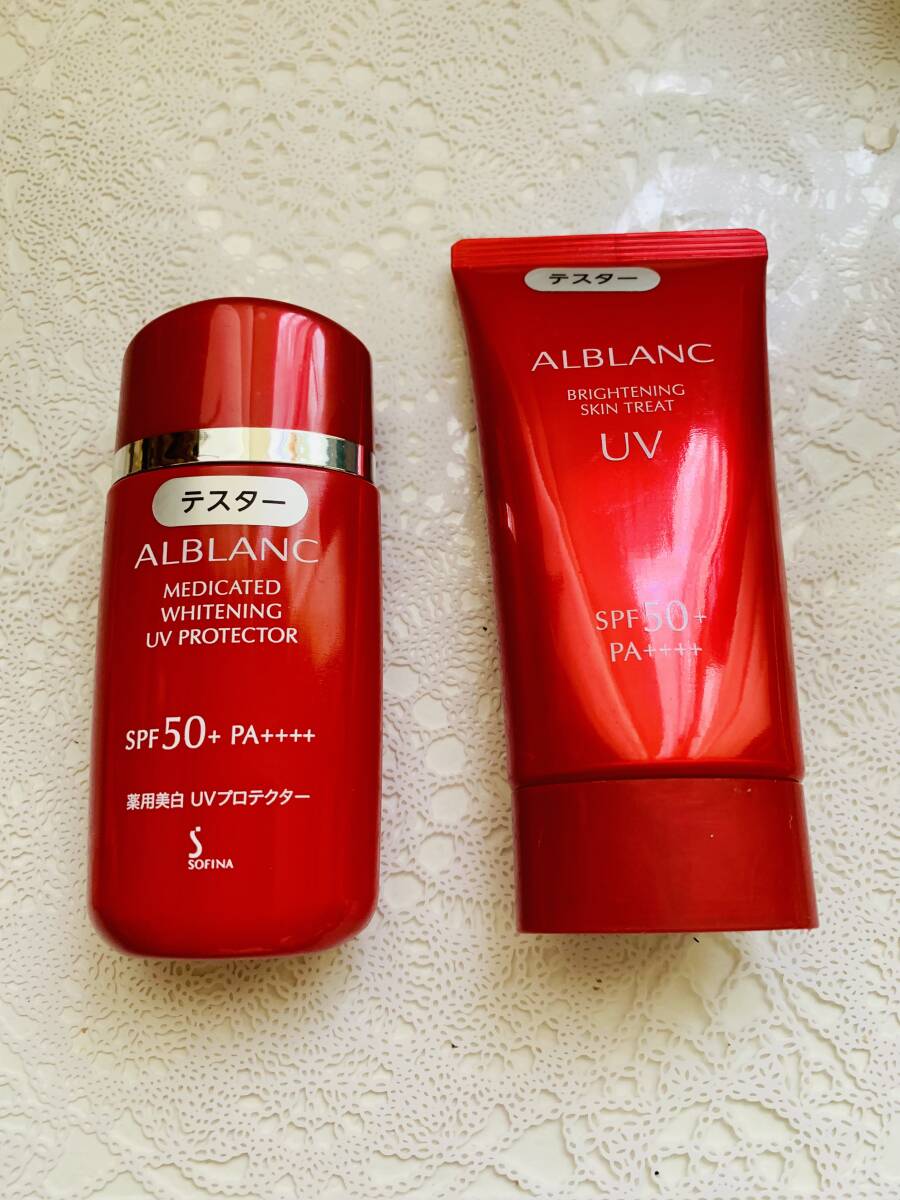 テスター
ALBLANC
MEDICATED
WHITENING
UV PROTECTOR
SPF50+ PA++++
薬用美白 UVプロテクター
SOFINA
テスター
ALBLANC
BRIGHTENING
SKIN TREAT
UV
SPF50+
PA++++